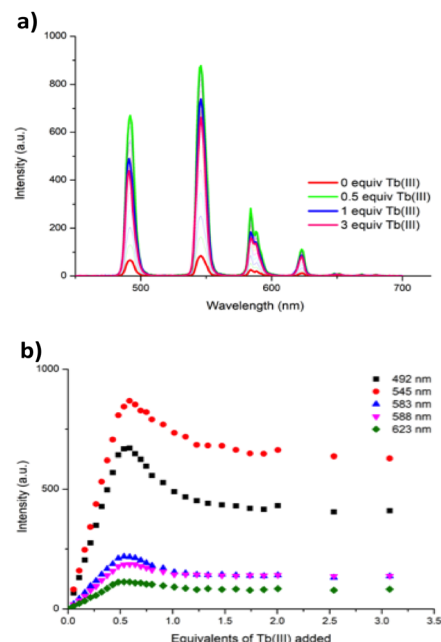 a)
1000
800
600
400
200
0
Intensity (a.u.)
0 equiv Tb(III)
0.5 equiv Tb(III)
1 equiv Tb(III)
3 equiv Tb(III)
500
600
700
Wavelength (nm)
b)
1000
500
0
Intensity (a.u.)
492 nm
545 nm
583 nm
588 nm
623 nm
0.0 0.5 1.0 1.5 2.0 2.5 3.0 3.5
Equivalents of Tb(III) added